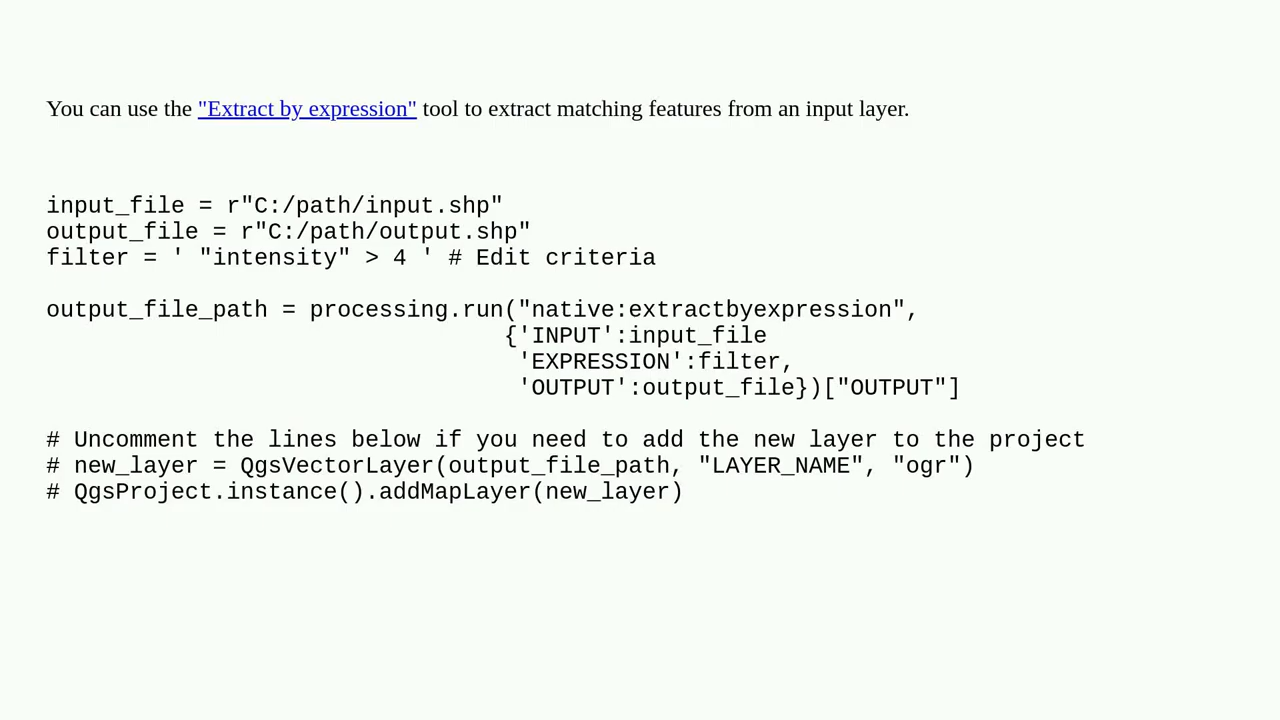 You can use the "Extract by expression" tool to extract matching features from an input layer.
input_file = r"C:/path/input.shp"
output_file = r"C:/path/output.shp"
filter = ' "intensity" > 4 ' # Edit criteria
output_file_path = processing.run("native:extractbyexpression",
{'INPUT':input_file
'EXPRESSION':filter,
'OUTPUT':output_file})["OUTPUT"]
# Uncomment the lines below if you need to add the new layer to the project
# new_layer = QgsVectorLayer(output_file_path, "LAYER_NAME", "ogr")
# QgsProject.instance().addMapLayer(new_layer)